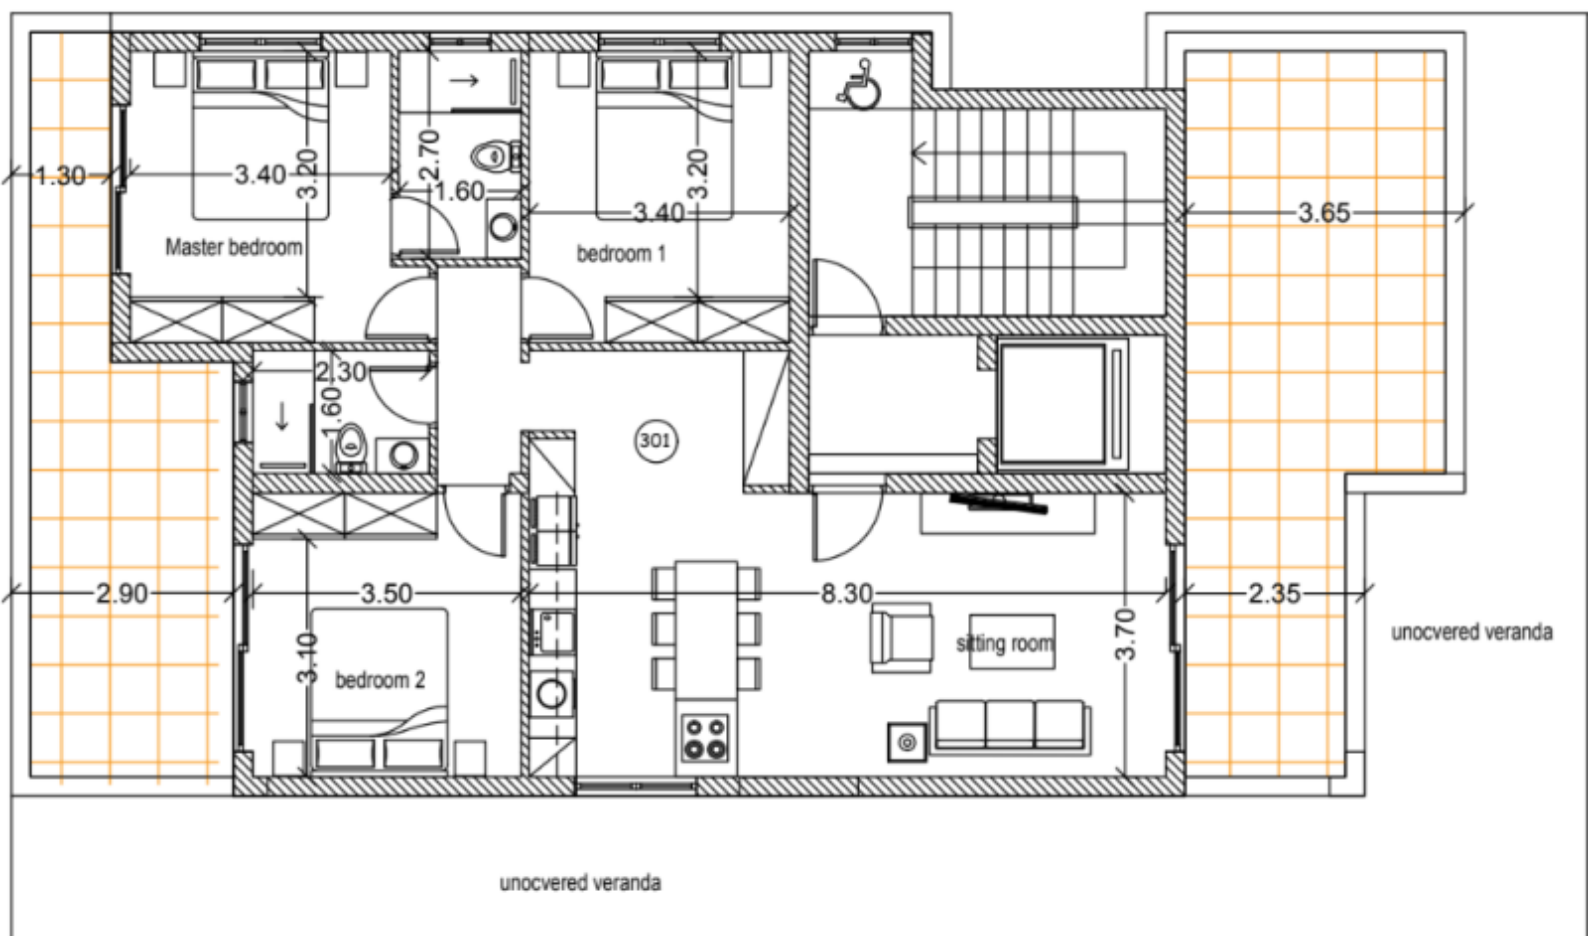 1.30
3.40
3.20
2.70
1.60
3.40
3.20
3.65
Master bedroom
bedroom 1
2.30
1.60
301
2.90
3.50
8.30
2.35
3.10
3.70
sitting room
unocvered veranda
bedroom 2
unocvered veranda